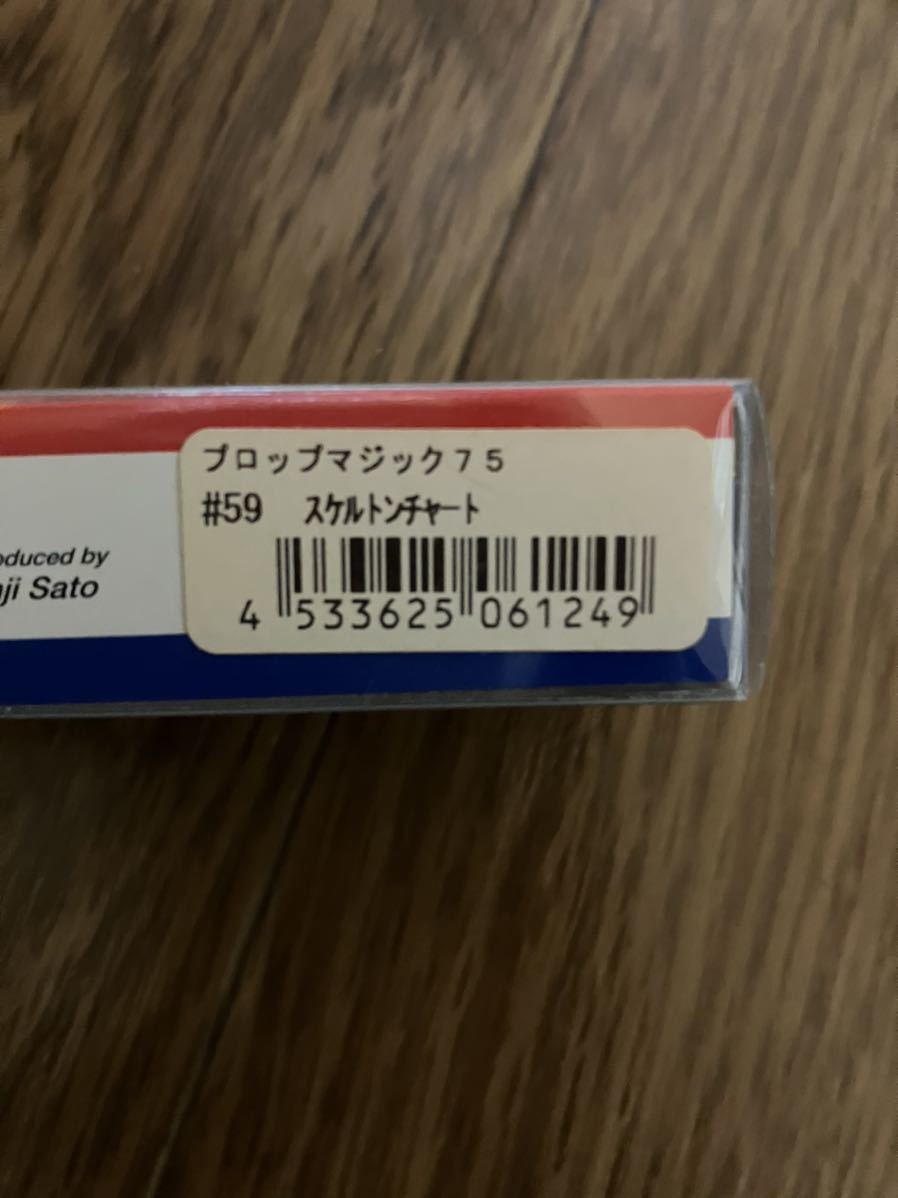 プロップマジック７５
#59 スケルトンチャート
4 533625 061249
oduced by
ji Sato